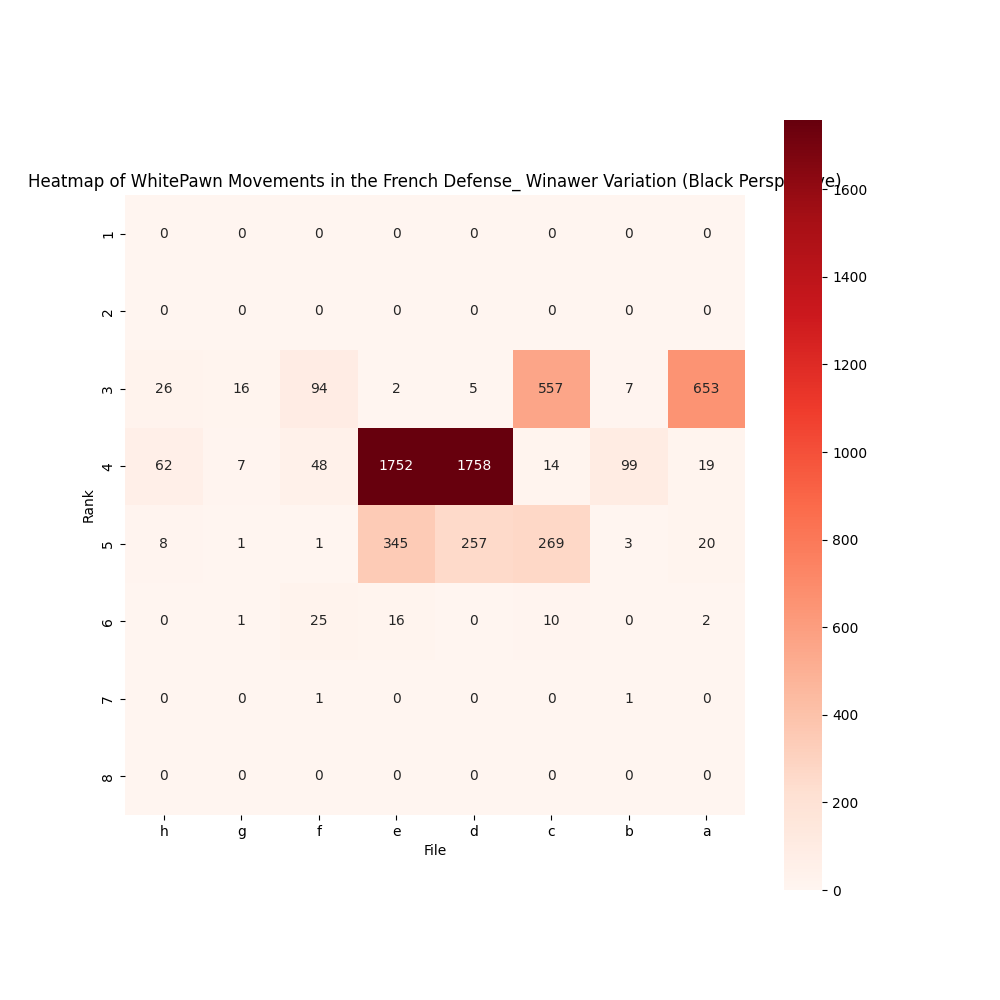 Heatmap of WhitePawn Movements in the French Defense_ Winawer Variation (Black Perspective)
1 0 0 0 0 0 0 0 0
2 0 0 0 0 0 0 0 0
3 26 16 94 2 5 557 7 653
4 62 7 48 1752 1758 14 99 19
5 8 1 1 345 257 269 3 20
6 0 1 25 16 0 10 0 2
7 0 0 1 0 0 0 1 0
8 0 0 0 0 0 0 0 0
h g f e d c b a
File
Rank
1600
1400
1200
1000
800
600
400
200
0